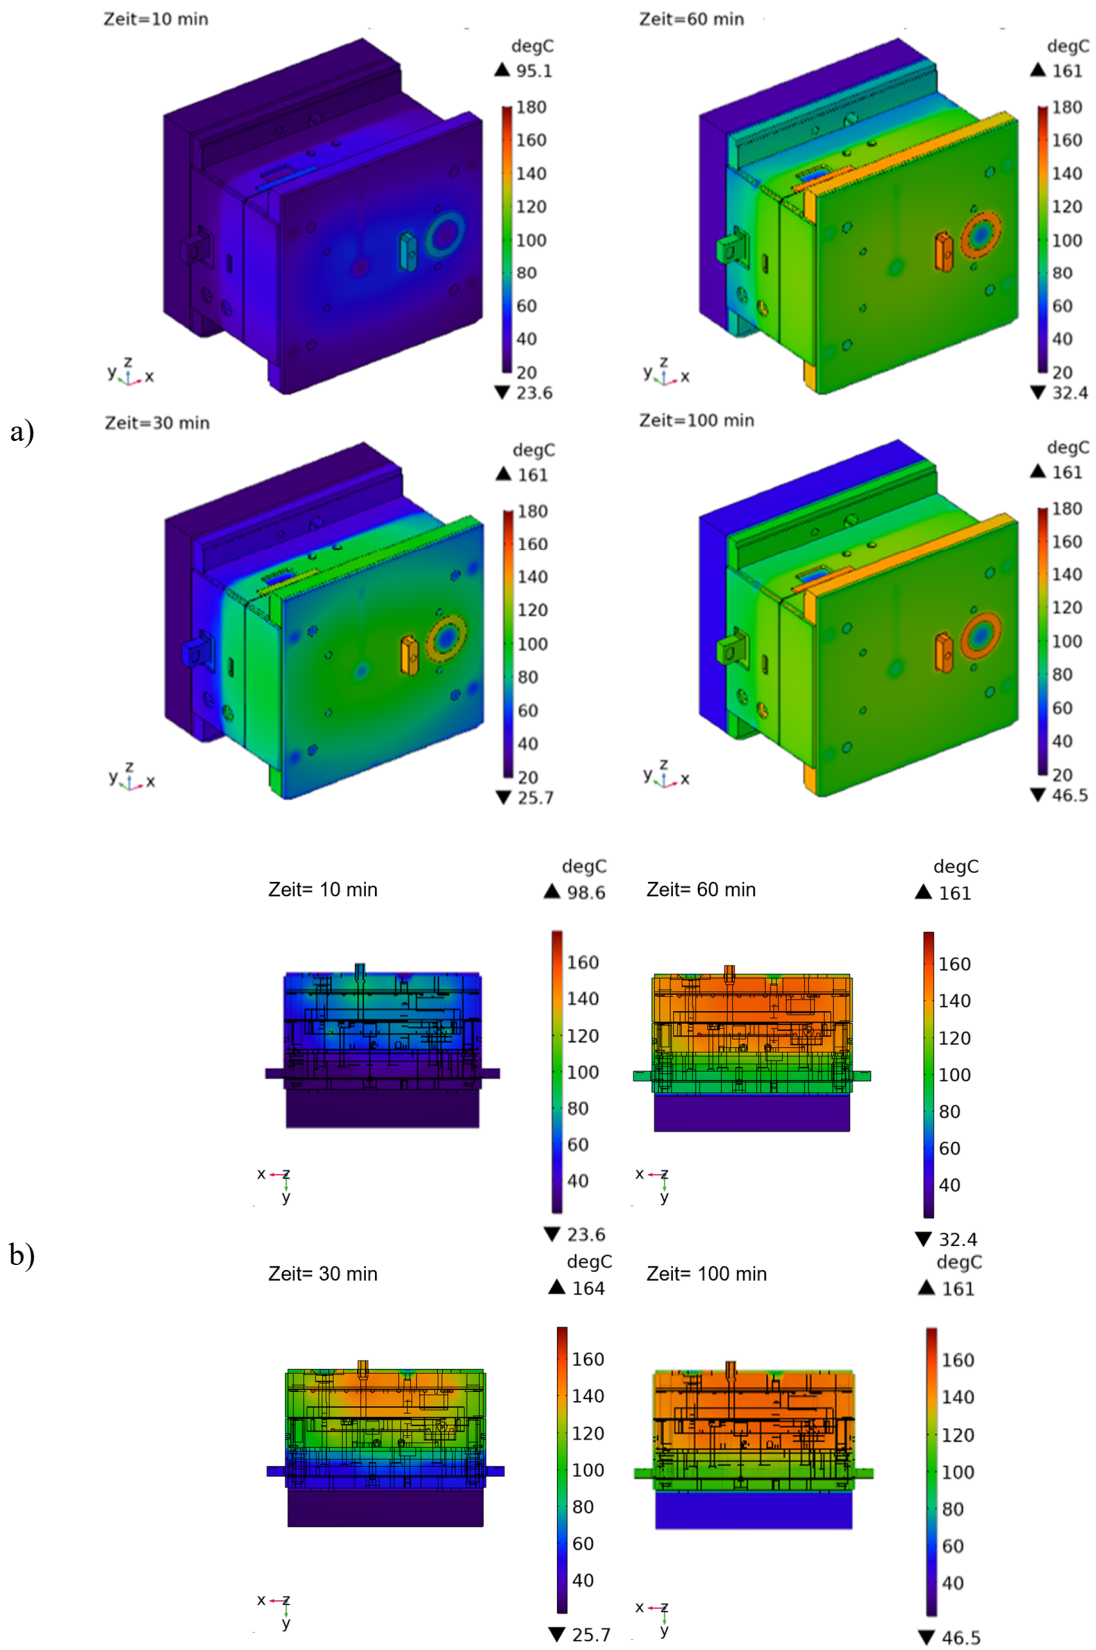 a)
Zeit=10 min
degC
95.1
180
160
140
120
100
80
60
40
20
23.6
y z x
Zeit=60 min
degC
161
180
160
140
120
100
80
60
40
20
32.4
y z x
Zeit=30 min
degC
161
180
160
140
120
100
80
60
40
20
25.7
y z x
Zeit=100 min
degC
161
180
160
140
120
100
80
60
40
20
46.5
y z x
b)
Zeit= 10 min
degC
98.6
160
140
120
100
80
60
40
23.6
x z
y
Zeit= 60 min
degC
161
160
140
120
100
80
60
40
32.4
x z
y
Zeit= 30 min
degC
164
160
140
120
100
80
60
40
25.7
x z
y
Zeit= 100 min
degC
161
160
140
120
100
80
60
40
46.5
x z
y